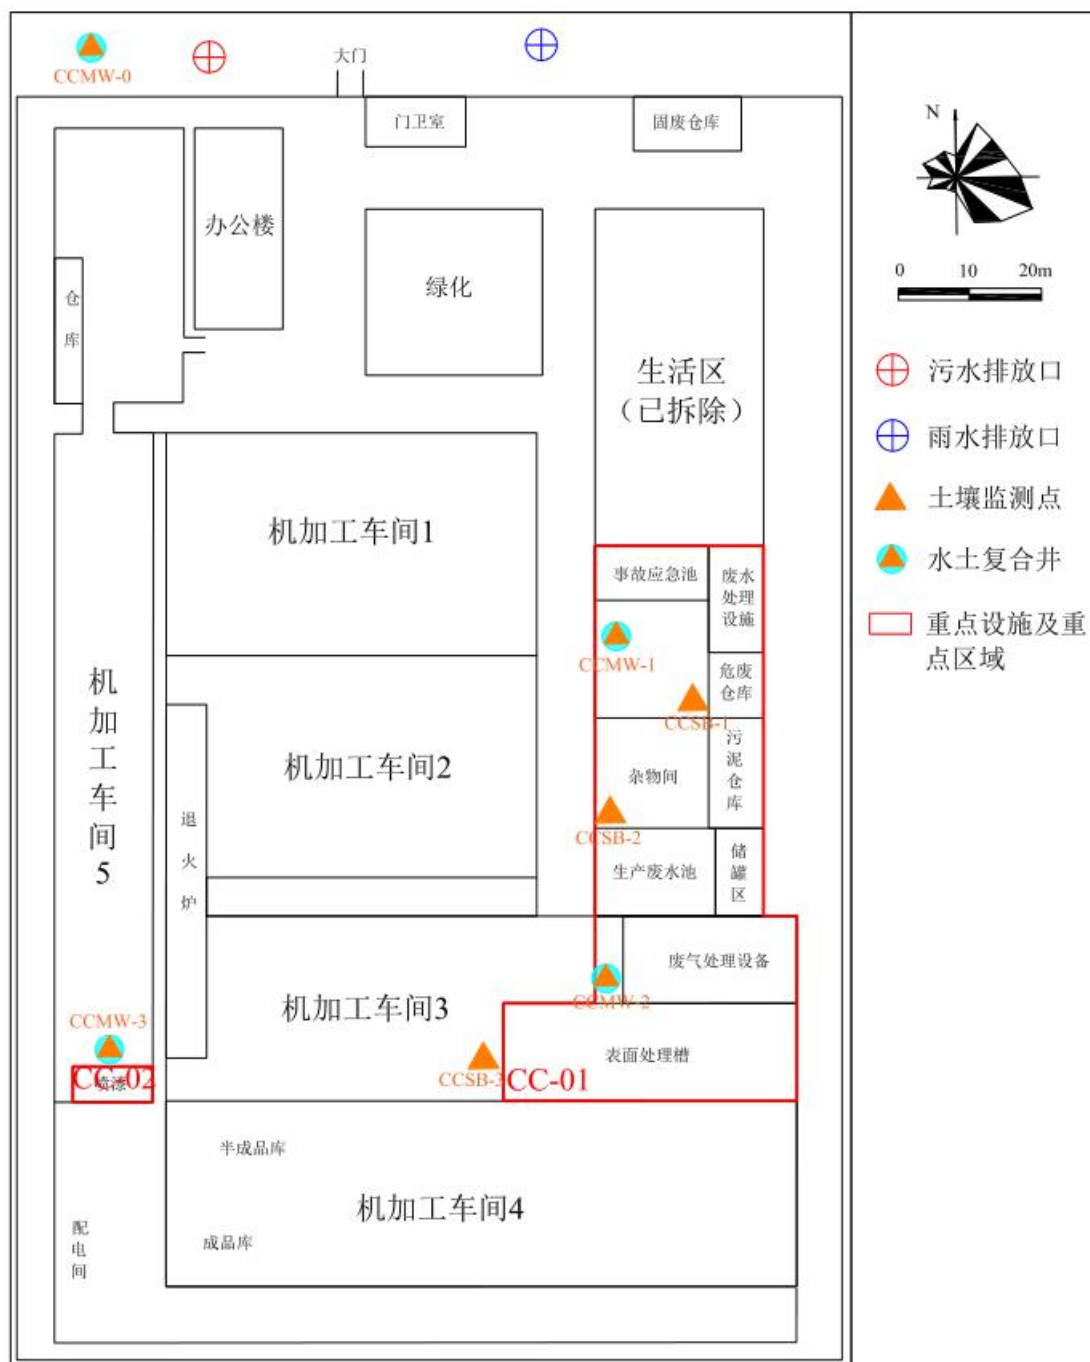 CCMW-0
大门
门卫室
固废仓库
N
办公楼
仓
库
绿化
0 10 20m
生活区
（已拆除）
污水排放口
雨水排放口
土壤监测点
水土复合井
重点设施及重
点区域
机加工车间1
事故应急池
废水
处理
设施
CCMW-1
危废
仓库
CCSB-1
机
加
工
车
间
5
机加工车间2
退
火
炉
杂物间
污
泥
仓
库
CCSB-2
生产废水池
储
罐
区
废气处理设备
CCMW-2
机加工车间3
CCMW-3
表面处理槽
CCSB-3
CC-01
CC-02
喷漆
半成品库
机加工车间4
成品库
配
电
间